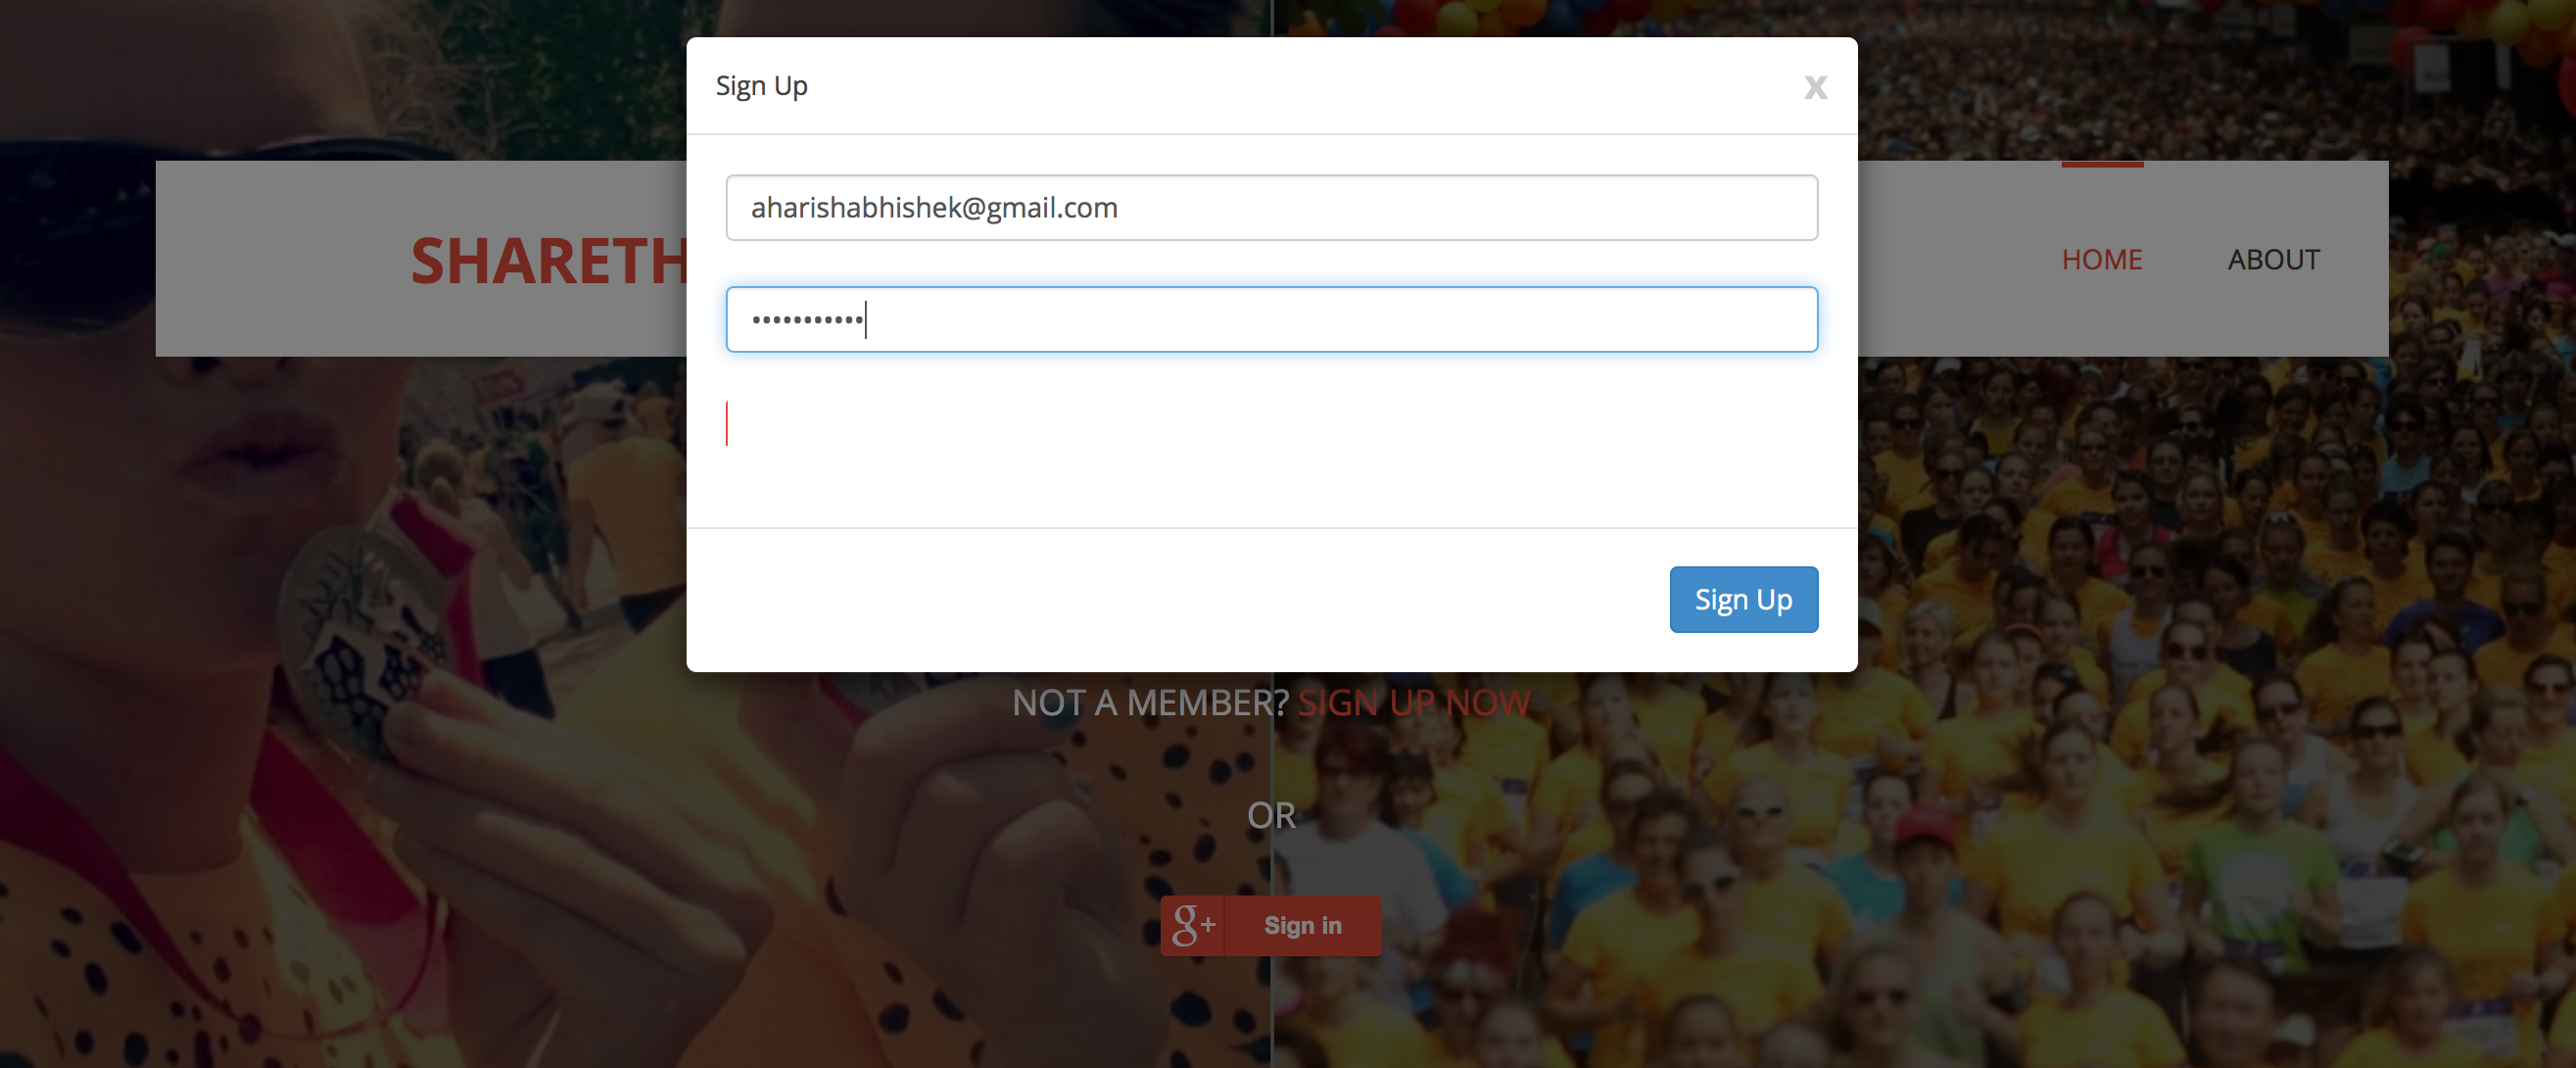 Sign Up
x
aharishabhishek@gmail.com
•••••••••••
SHARETH
HOME
ABOUT
Sign Up
NOT A MEMBER? SIGN UP NOW
OR
g+ Sign in